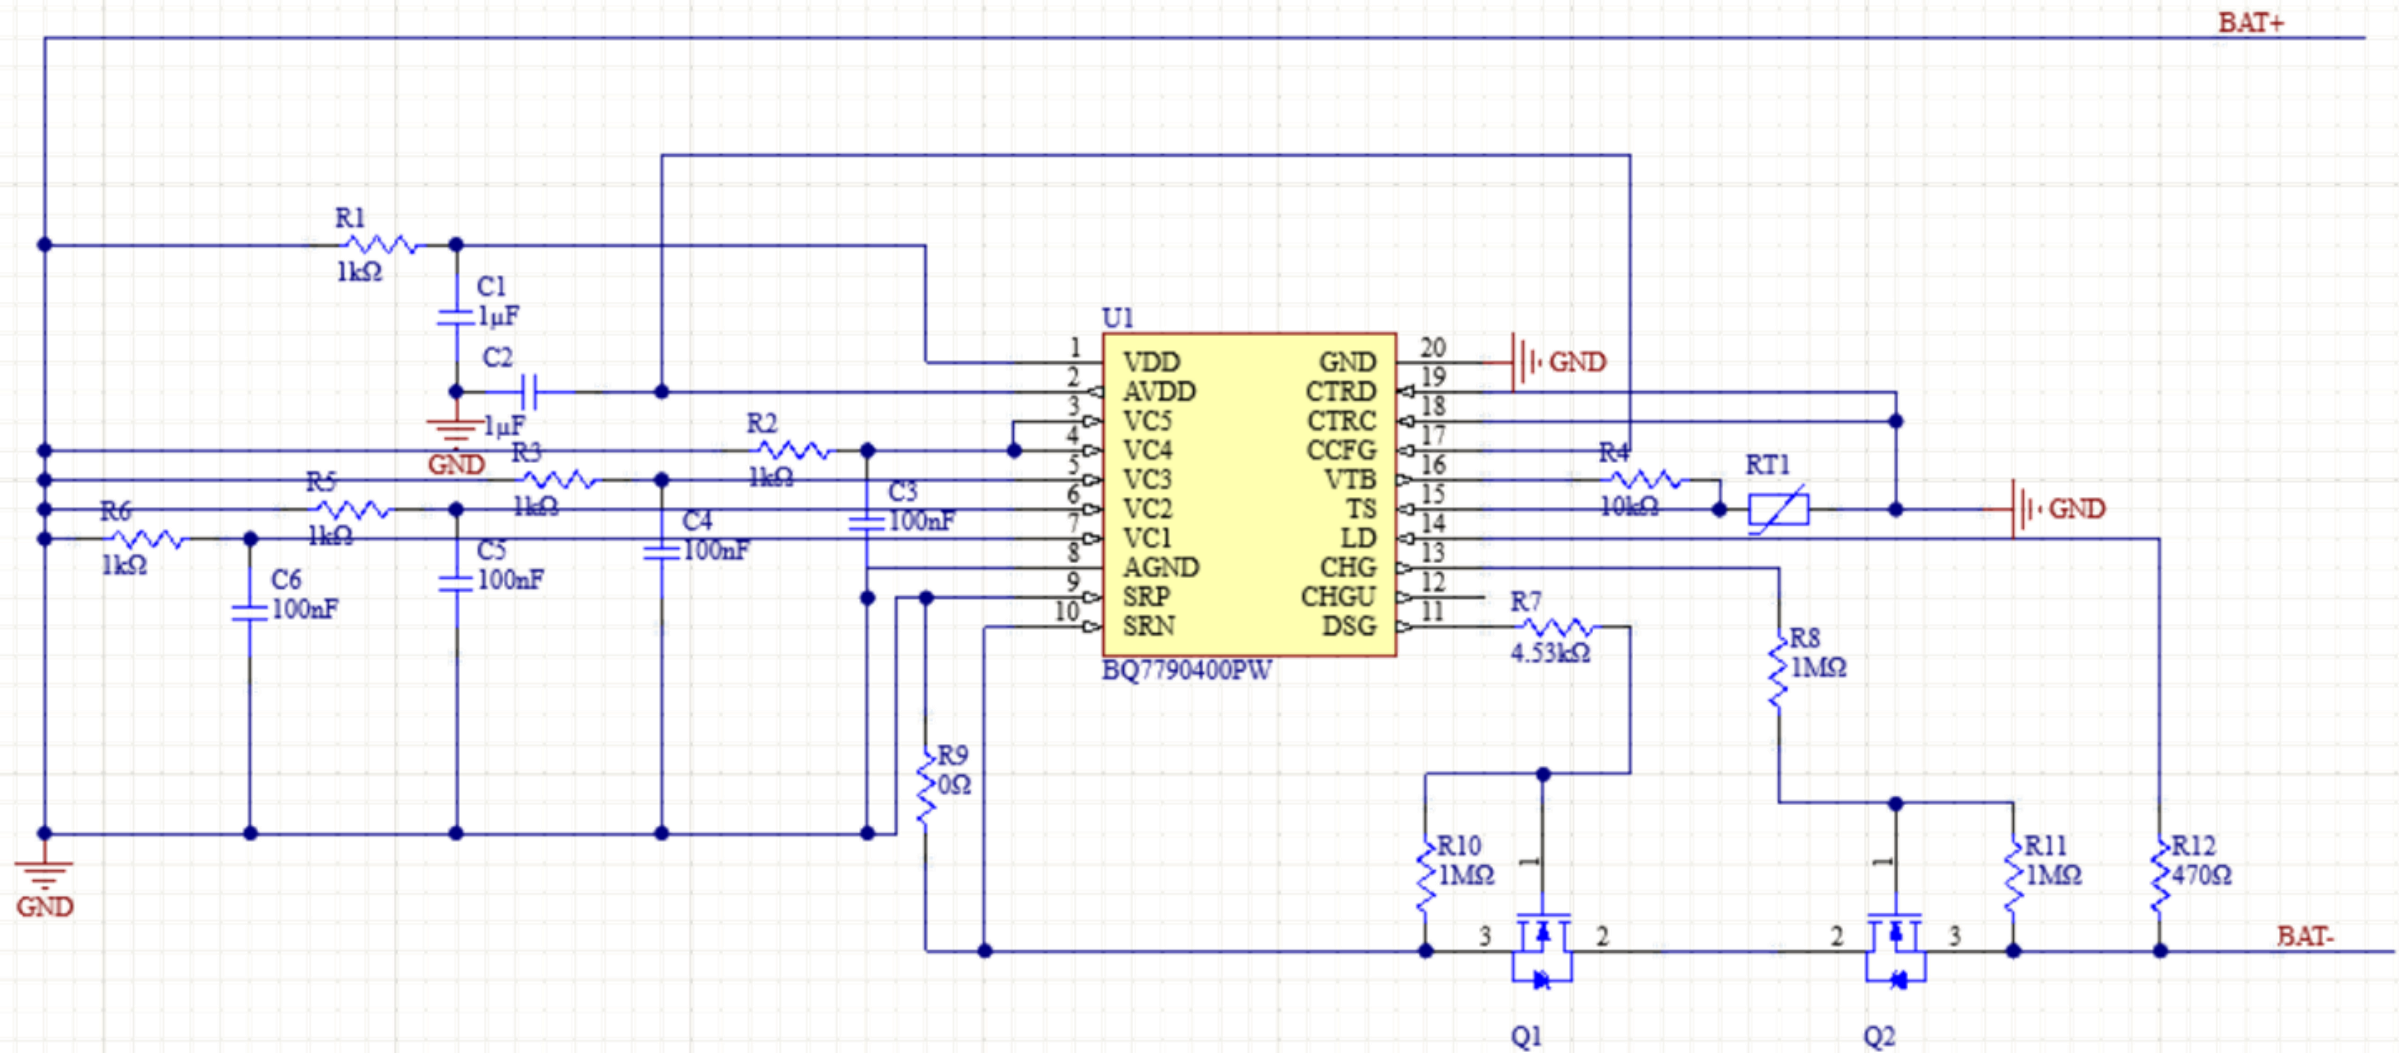 BAT+
R1
1kΩ
C1
1µF
C2
1µF
GND
R2
1kΩ
R3
1kΩ
R5
1kΩ
R6
1kΩ
C3
100nF
C4
100nF
C5
100nF
C6
100nF
GND
R9
0Ω
U1
1 VDD GND 20
2 AVDD CTRD 19
3 VC5 CTRC 18
4 VC4 CCFG 17
5 VC3 VTB 16
6 VC2 TS 15
7 VC1 LD 14
8 AGND CHG 13
9 SRP CHGU 12
10 SRN DSG 11
BQ7790400PW
GND
R4
10kΩ
RT1
GND
R7
4.53kΩ
R8
1MΩ
R10
1MΩ
1
3 2
Q1
1
2 3
Q2
R11
1MΩ
R12
470Ω
BAT-